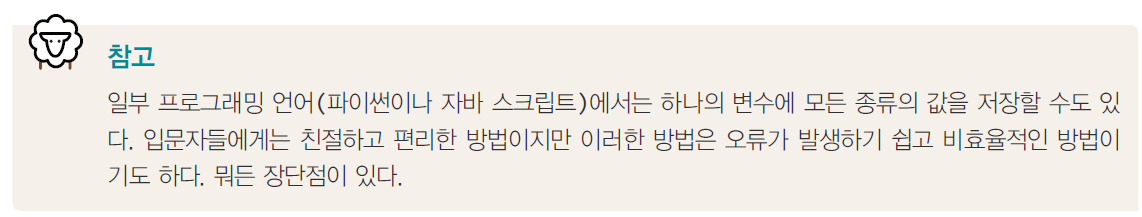 참고
일부 프로그래밍 언어(파이썬이나 자바 스크립트)에서는 하나의 변수에 모든 종류의 값을 저장할 수도 있
다. 입문자들에게는 친절하고 편리한 방법이지만 이러한 방법은 오류가 발생하기 쉽고 비효율적인 방법이
기도 하다. 뭐든 장단점이 있다.